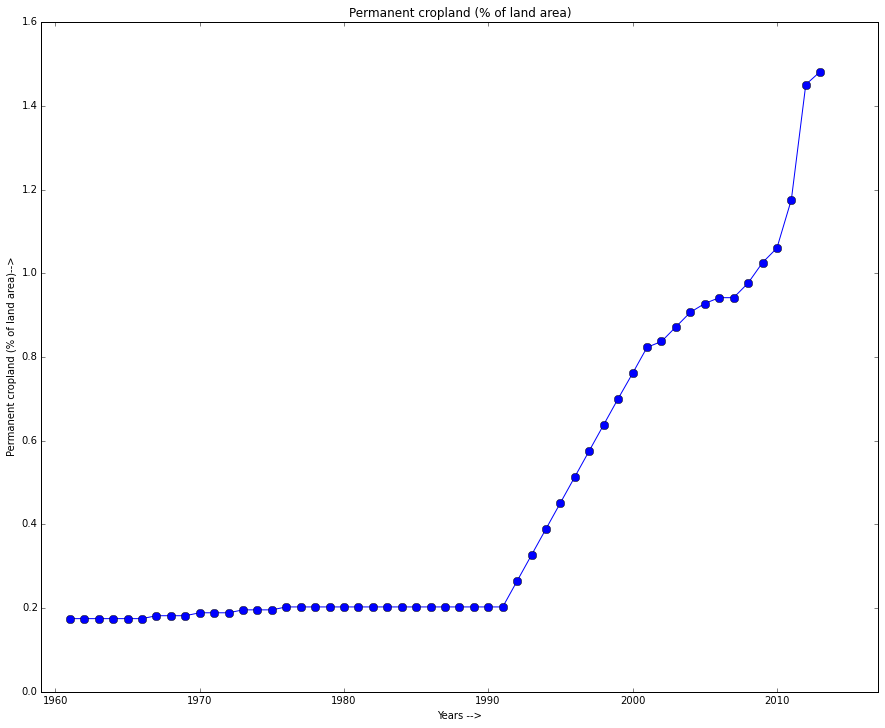 Permanent cropland (% of land area)
1.6
1.4
1.2
1.0
0.8
0.6
0.4
0.2
0.0
Permanent cropland (% of land area)-->
1960 1970 1980 1990 2000 2010
Years -->